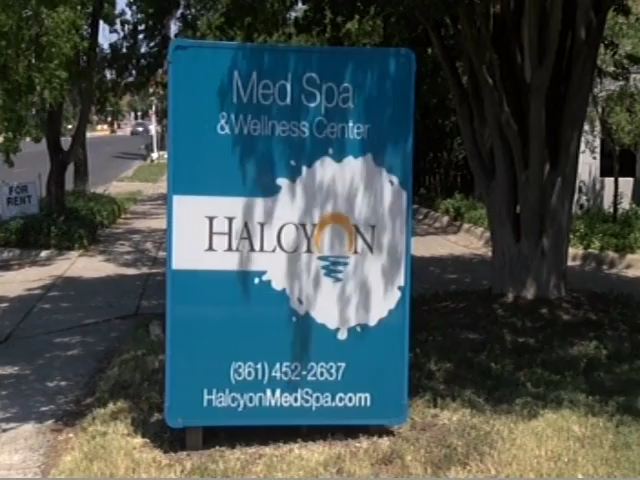 Med Spa
& Wellness Center
HALCYON
(361) 452-2637
HalcyonMedSpa.com
FOR
RENT